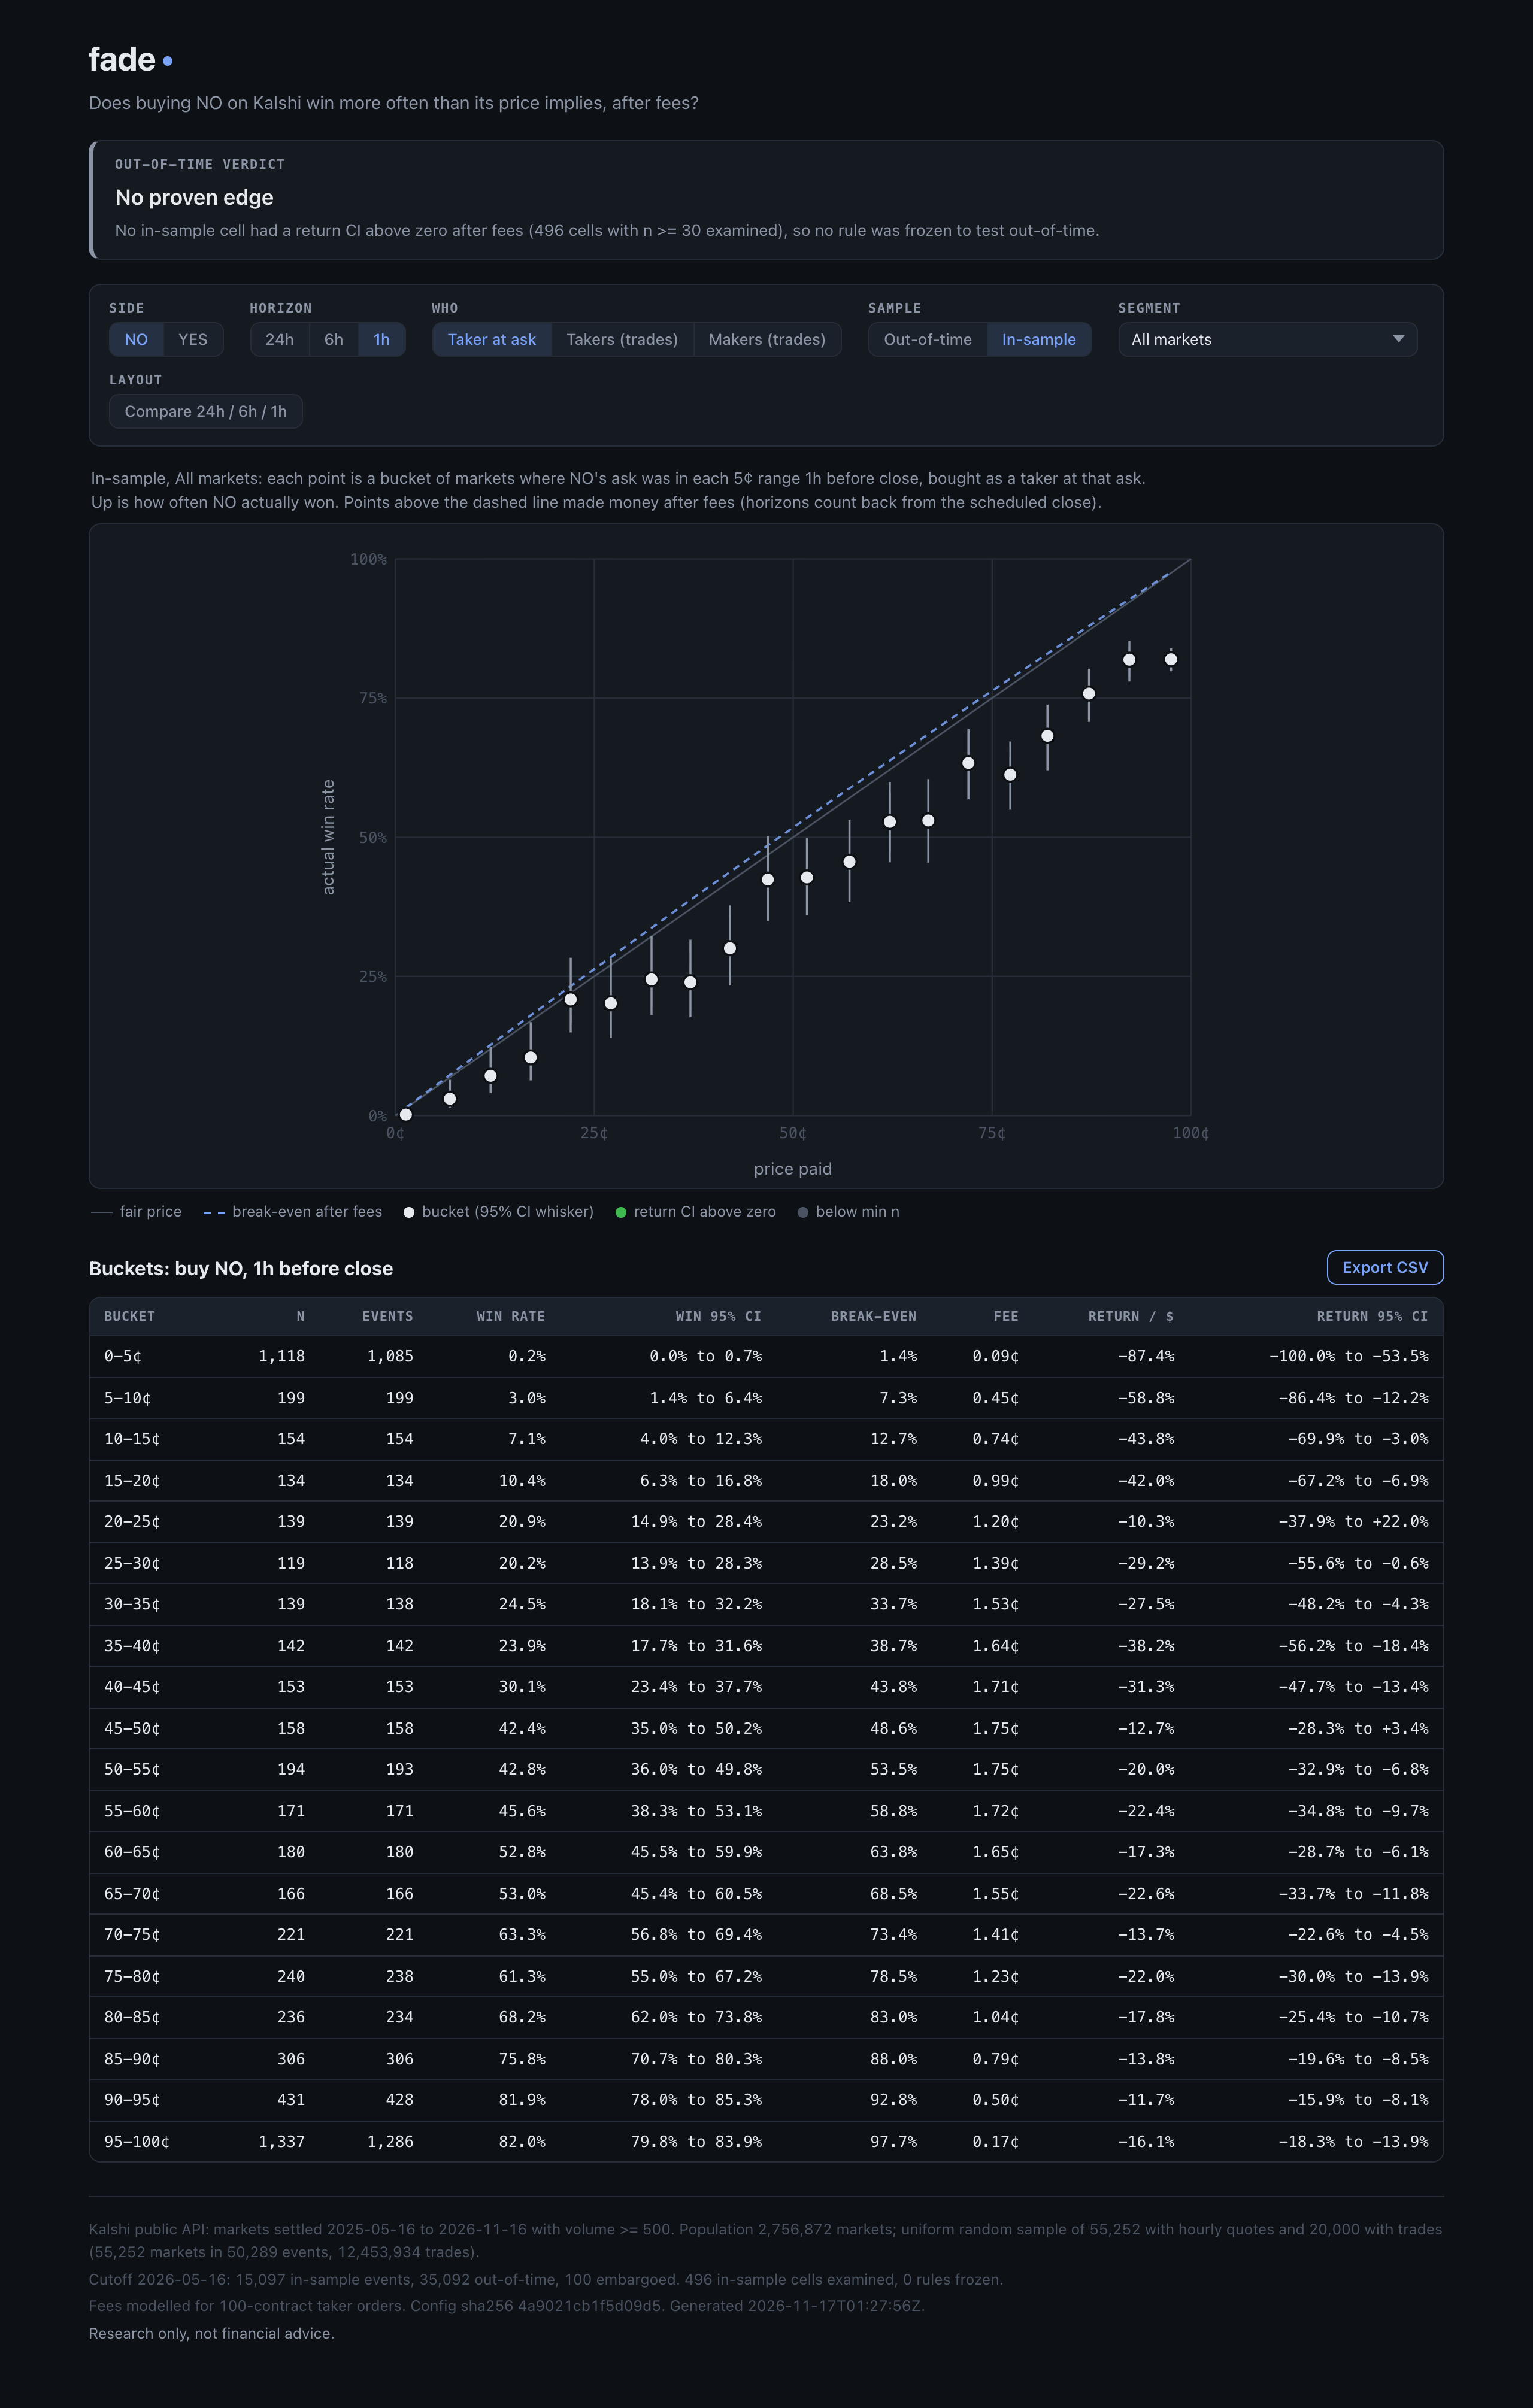 fade
Does buying NO on Kalshi win more often than its price implies, after fees?
OUT-OF-TIME VERDICT
No proven edge
No in-sample cell had a return CI above zero after fees (496 cells with n >= 30 examined), so no rule was frozen to test out-of-time.
SIDE HORIZON WHO SAMPLE SEGMENT
NO YES 24h 6h 1h Taker at ask Takers (trades) Makers (trades) Out-of-time In-sample All markets
LAYOUT
Compare 24h / 6h / 1h
In-sample, All markets: each point is a bucket of markets where NO's ask was in each 5¢ range 1h before close, bought as a taker at that ask.
Up is how often NO actually won. Points above the dashed line made money after fees (horizons count back from the scheduled close).
100%
75%
50%
25%
0%
actual win rate
0¢ 25¢ 50¢ 75¢ 100¢
price paid
fair price break-even after fees bucket (95% CI whisker) return CI above zero below min n
Buckets: buy NO, 1h before close Export CSV
BUCKET N EVENTS WIN RATE WIN 95% CI BREAK-EVEN FEE RETURN / $ RETURN 95% CI
0–5¢ 1,118 1,085 0.2% 0.0% to 0.7% 1.4% 0.09¢ −87.4% −100.0% to −53.5%
5–10¢ 199 199 3.0% 1.4% to 6.4% 7.3% 0.45¢ −58.8% −86.4% to −12.2%
10–15¢ 154 154 7.1% 4.0% to 12.3% 12.7% 0.74¢ −43.8% −69.9% to −3.0%
15–20¢ 134 134 10.4% 6.3% to 16.8% 18.0% 0.99¢ −42.0% −67.2% to −6.9%
20–25¢ 139 139 20.9% 14.9% to 28.4% 23.2% 1.20¢ −10.3% −37.9% to +22.0%
25–30¢ 119 118 20.2% 13.9% to 28.3% 28.5% 1.39¢ −29.2% −55.6% to −0.6%
30–35¢ 139 138 24.5% 18.1% to 32.2% 33.7% 1.53¢ −27.5% −48.2% to −4.3%
35–40¢ 142 142 23.9% 17.7% to 31.6% 38.7% 1.64¢ −38.2% −56.2% to −18.4%
40–45¢ 153 153 30.1% 23.4% to 37.7% 43.8% 1.71¢ −31.3% −47.7% to −13.4%
45–50¢ 158 158 42.4% 35.0% to 50.2% 48.6% 1.75¢ −12.7% −28.3% to +3.4%
50–55¢ 194 193 42.8% 36.0% to 49.8% 53.5% 1.75¢ −20.0% −32.9% to −6.8%
55–60¢ 171 171 45.6% 38.3% to 53.1% 58.8% 1.72¢ −22.4% −34.8% to −9.7%
60–65¢ 180 180 52.8% 45.5% to 59.9% 63.8% 1.65¢ −17.3% −28.7% to −6.1%
65–70¢ 166 166 53.0% 45.4% to 60.5% 68.5% 1.55¢ −22.6% −33.7% to −11.8%
70–75¢ 221 221 63.3% 56.8% to 69.4% 73.4% 1.41¢ −13.7% −22.6% to −4.5%
75–80¢ 240 238 61.3% 55.0% to 67.2% 78.5% 1.23¢ −22.0% −30.0% to −13.9%
80–85¢ 236 234 68.2% 62.0% to 73.8% 83.0% 1.04¢ −17.8% −25.4% to −10.7%
85–90¢ 306 306 75.8% 70.7% to 80.3% 88.0% 0.79¢ −13.8% −19.6% to −8.5%
90–95¢ 431 428 81.9% 78.0% to 85.3% 92.8% 0.50¢ −11.7% −15.9% to −8.1%
95–100¢ 1,337 1,286 82.0% 79.8% to 83.9% 97.7% 0.17¢ −16.1% −18.3% to −13.9%
Kalshi public API: markets settled 2025-05-16 to 2026-11-16 with volume >= 500. Population 2,756,872 markets; uniform random sample of 55,252 with hourly quotes and 20,000 with trades
(55,252 markets in 50,289 events, 12,453,934 trades).
Cutoff 2026-05-16: 15,097 in-sample events, 35,092 out-of-time, 100 embargoed. 496 in-sample cells examined, 0 rules frozen.
Fees modelled for 100-contract taker orders. Config sha256 4a9021cb1f5d09d5. Generated 2026-11-17T01:27:56Z.
Research only, not financial advice.